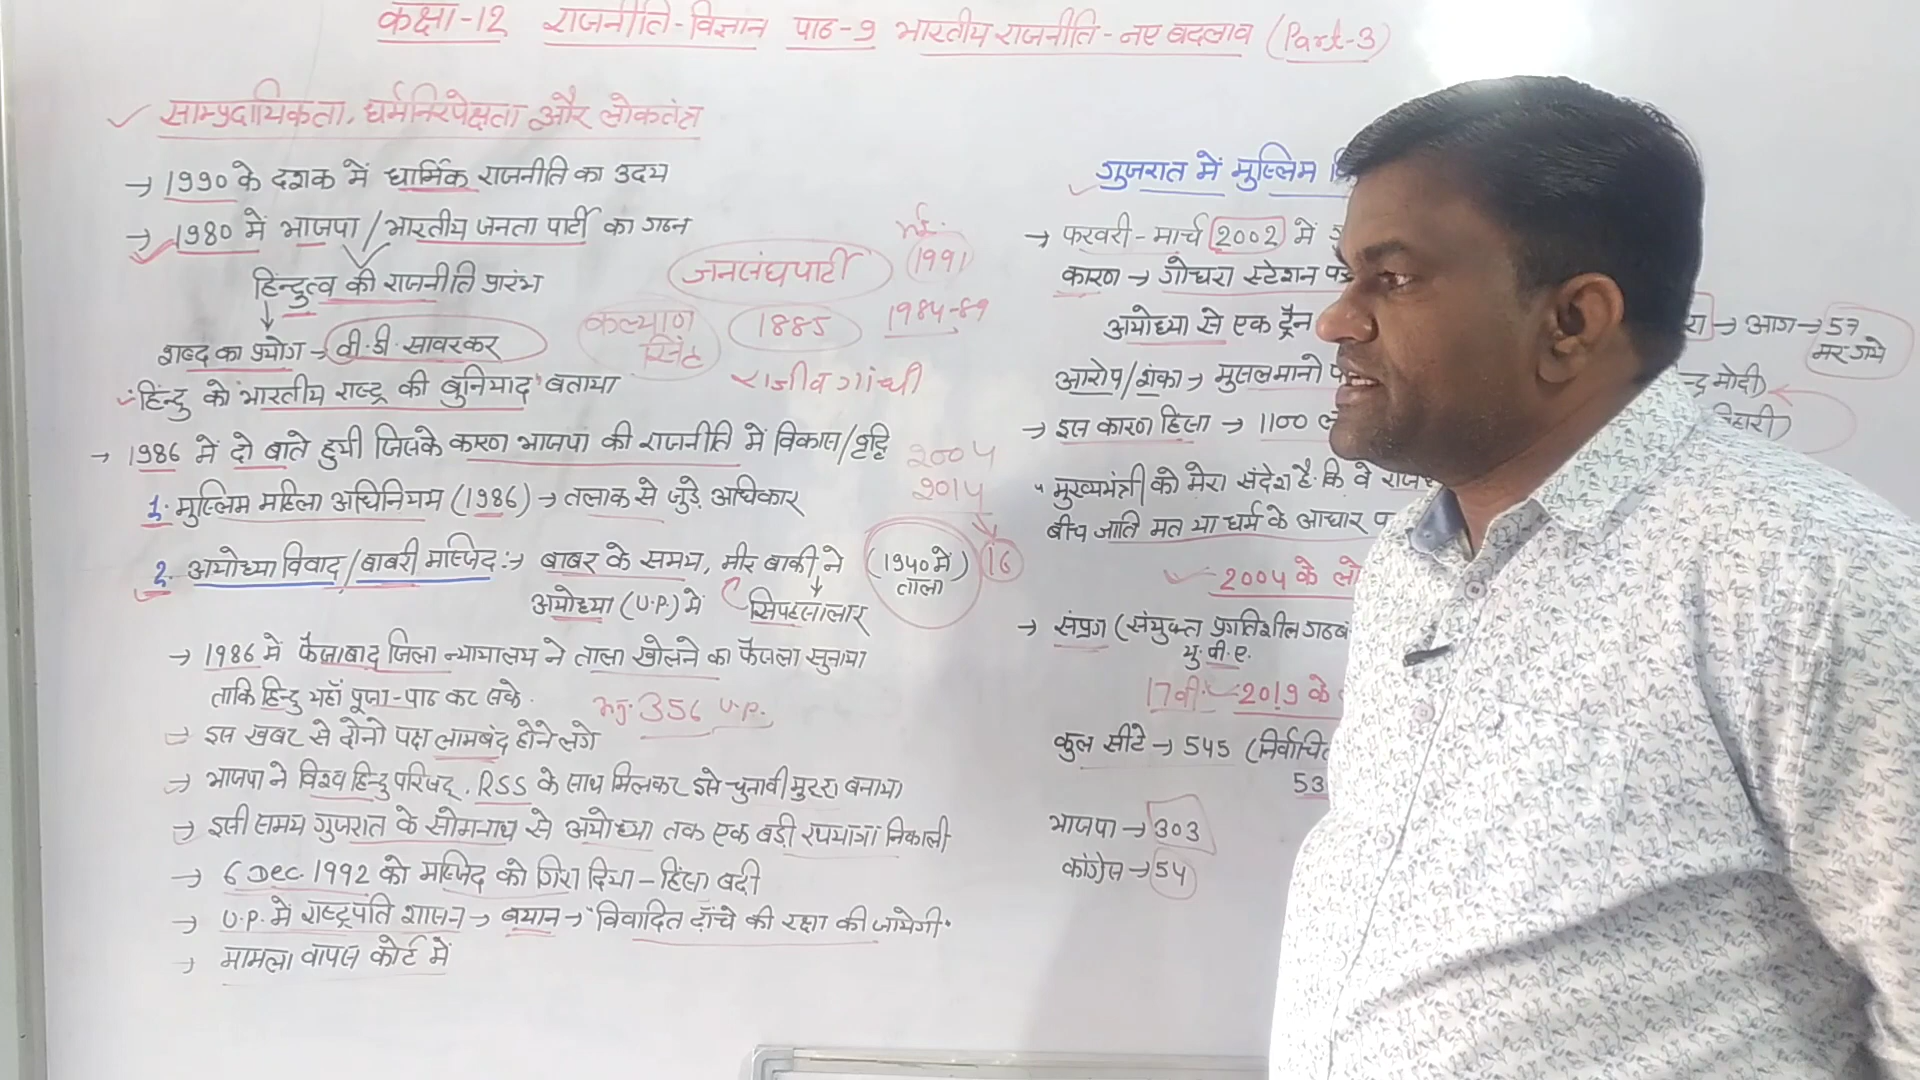 कक्षा-12 राजनीति-विज्ञान पाठ-9 भारतीय राजनीति-नए बदलाव (Part-3)
साम्प्रदायिकता, धर्मनिरपेक्षता और लोकतंत्र
→ 1990 के दशक में धार्मिक राजनीति का उदय
→ 1980 में भाजपा/भारतीय जनता पार्टी का गठन
हिन्दुत्व की राजनीति प्रारंभ
जनसंघपार्टी
1991
शब्द का प्रयोग → वी.डी. सावरकर
कल्याण सिंह
1885
1984-89
राजीव गांधी
"हिन्दु को भारतीय राष्ट्र की बुनियाद" बताया
→ 1986 में दो बाते हुयी जिसके कारण भाजपा की राजनीति में विकास/वृद्धि
2004
2014
16
1. मुस्लिम महिला अधिनियम (1986) → तलाक से जुड़े अधिकार
2. अयोध्या विवाद/बाबरी मस्जिद :→ बाबर के समय, मीर बाकी ने
(1940 में) ताला
अयोध्या (U.P.) में
सिपहसालार
→ 1986 में फैजाबाद जिला न्यायालय ने ताला खोलने का फैसला सुनाया
ताकि हिन्दु यहाँ पूजा-पाठ कर सके.
356 U.P.
→ इस खबर से दोनो पक्ष लामबंद होने लगे
→ भाजपा ने विश्व हिन्दु परिषद्, RSS के साथ मिलकर इसे चुनावी मुद्दा बनाया
→ इसी समय गुजरात के सोमनाथ से अयोध्या तक एक बड़ी रथयात्रा निकाली
→ 6 Dec. 1992 को मस्जिद को गिरा दिया - हिंसा बढी
→ U.P. में राष्ट्रपति शासन → बयान → "विवादित ढाँचे की रक्षा की जायेगी"
→ मामला वापस कोर्ट में
गुजरात में मुस्लिम
→ फरवरी-मार्च 2002 में
कारण → गोधरा स्टेशन पर
अयोध्या से एक ट्रैन
→ आग → 57
मर गये
आरोप/शंका → मुसलमानो
मोदी)
→ इस कारण हिंसा → 1100
बिहारी)
"मुख्यमंत्री को मेरा संदेश है कि वे
बीच जाति मत या धर्म के आधार
2004 के
→ संप्रग (संयुक्त प्रगतिशील
यु.पी.ए.
17वी 2019 के
कुल सीटे → 545
53
भाजपा → 303
कांग्रेस → 54